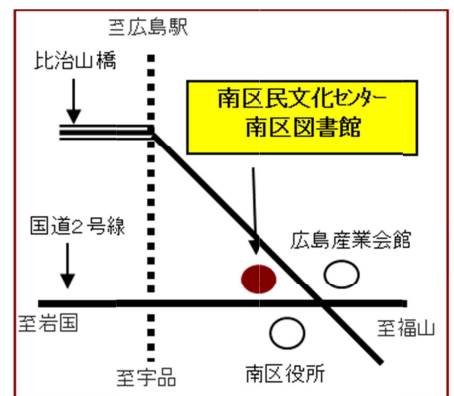 至広島駅
比治山橋
南区民文化センター
南区図書館
国道2号線
広島産業会館
至岩国
至福山
至宇品
南区役所